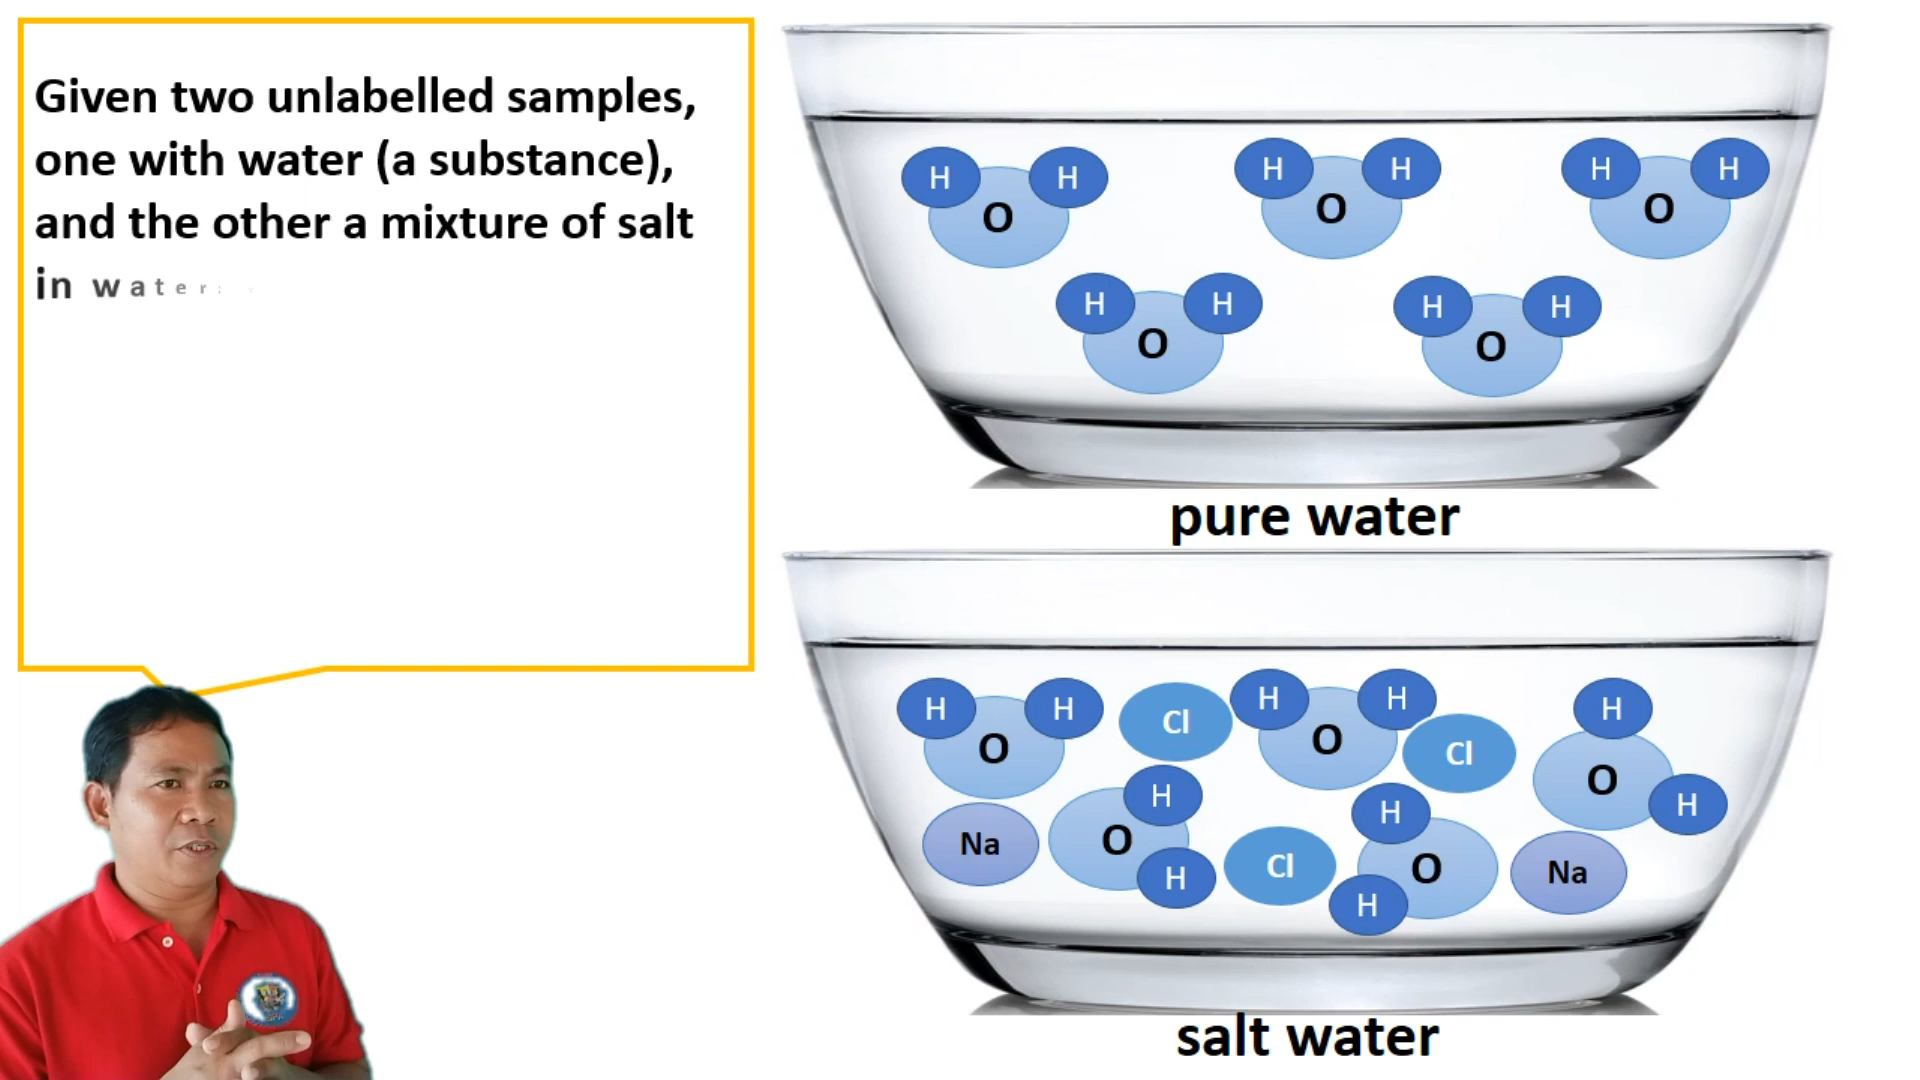 Given two unlabelled samples,
one with water (a substance),
and the other a mixture of salt
in water
H H H H H H
O O O
H H H H
O O
pure water
H H Cl H H Cl H
O O O
H H H
Na O Cl O Na
H H
salt water